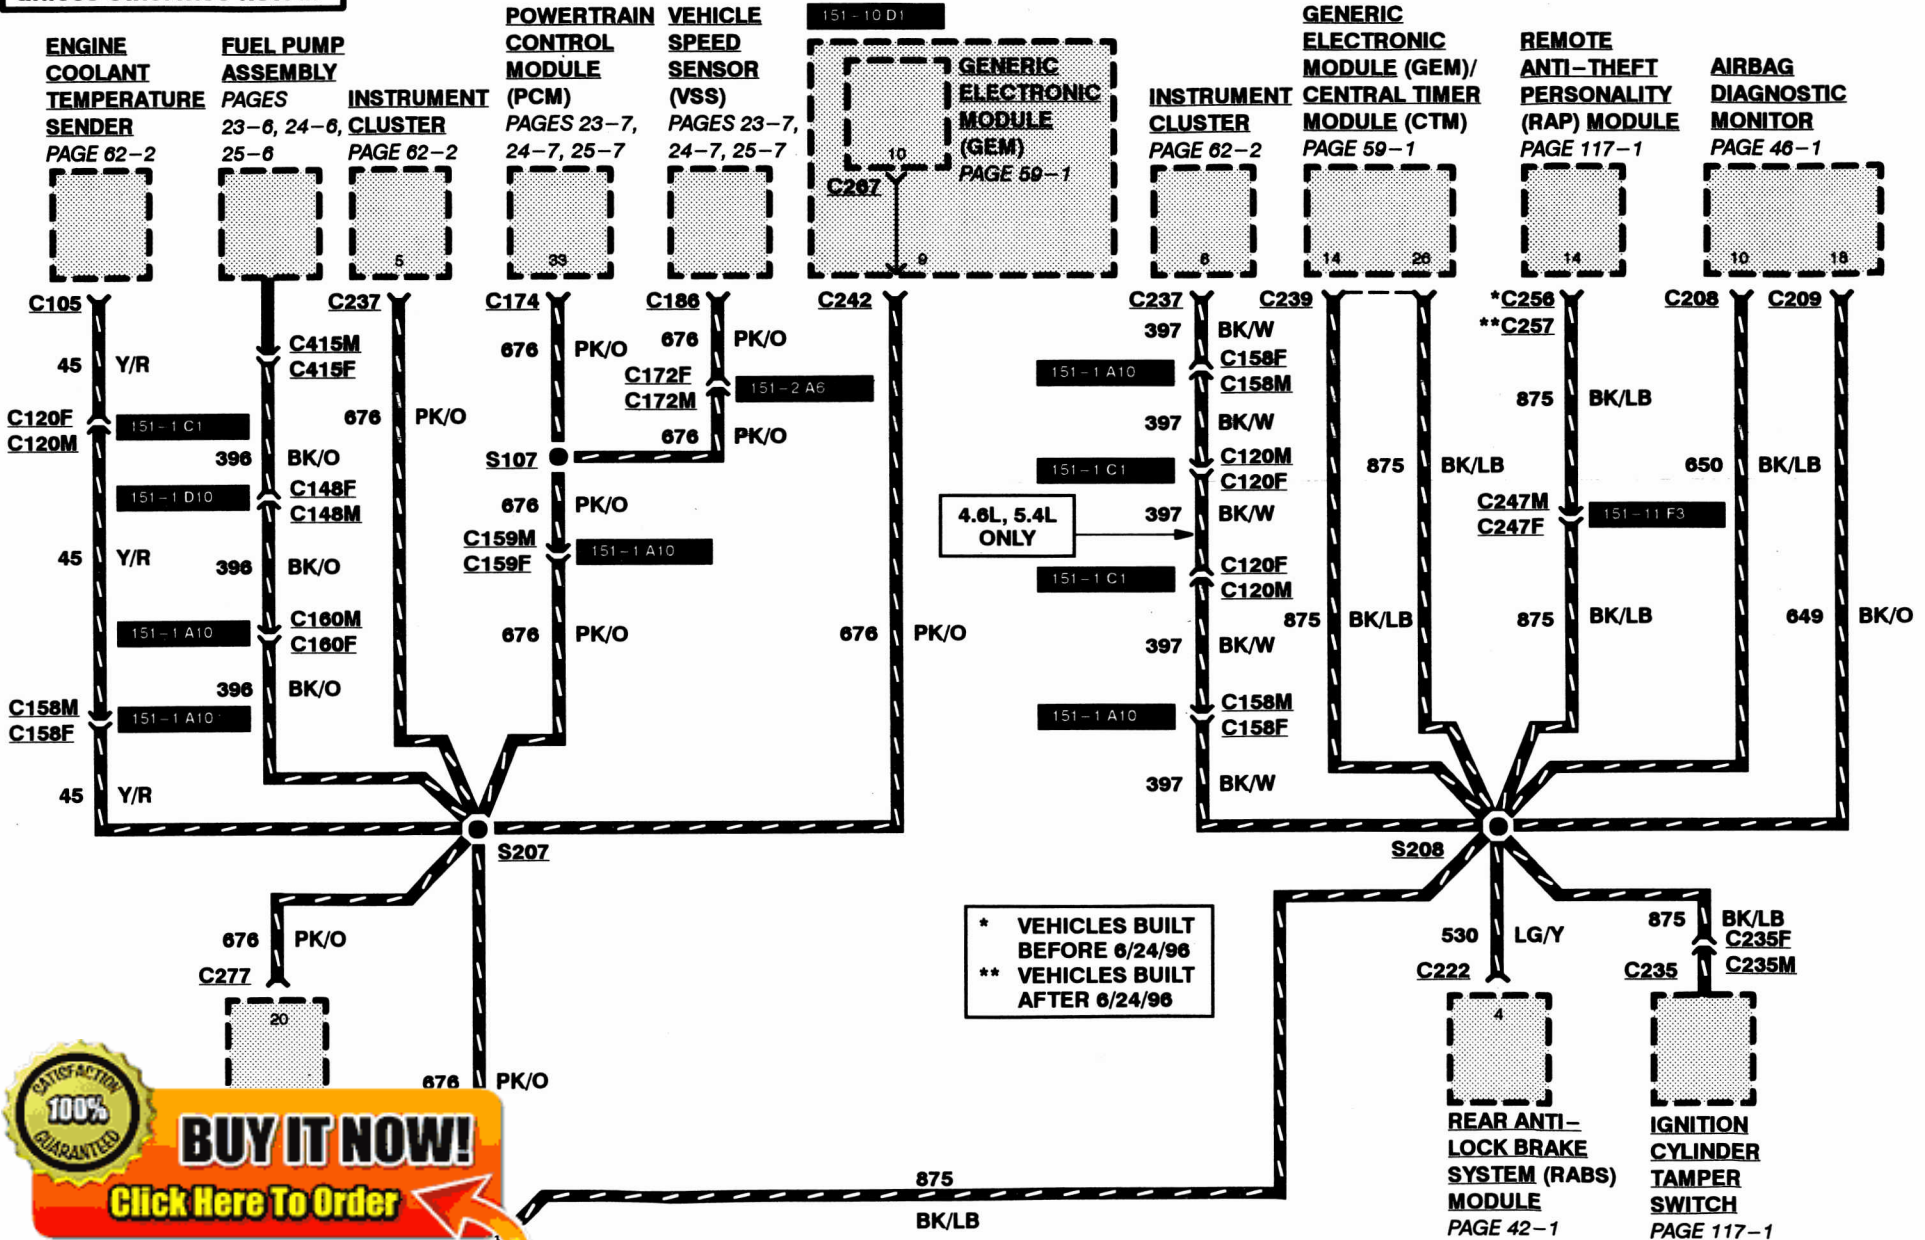 151-10 D1
ENGINE
COOLANT
TEMPERATURE
SENDER
PAGE 62-2
FUEL PUMP
ASSEMBLY
PAGES
23-6, 24-6,
25-6
INSTRUMENT
CLUSTER
PAGE 62-2
POWERTRAIN
CONTROL
MODULE
(PCM)
PAGES 23-7,
24-7, 25-7
VEHICLE
SPEED
SENSOR
(VSS)
PAGES 23-7,
24-7, 25-7
GENERIC
ELECTRONIC
MODULE
(GEM)
PAGE 59-1
10
C267
INSTRUMENT
CLUSTER
PAGE 62-2
GENERIC
ELECTRONIC
MODULE (GEM)/
CENTRAL TIMER
MODULE (CTM)
PAGE 59-1
REMOTE
ANTI-THEFT
PERSONALITY
(RAP) MODULE
PAGE 117-1
AIRBAG
DIAGNOSTIC
MONITOR
PAGE 46-1
5
33
9
6
14
26
14
10
18
C105
C237
C174
C186
C242
C237
C239
*C256
**C257
C208
C209
45 Y/R
C120F
C120M
151-1 C1
45 Y/R
C158M
C158F
151-1 A10
45 Y/R
C415M
C415F
396 BK/O
151-1 D10
C148F
C148M
396 BK/O
151-1 A10
C160M
C160F
396 BK/O
676 PK/O
676 PK/O
S107
676 PK/O
C159M
C159F
151-1 A10
676 PK/O
676 PK/O
C172F
C172M
151-2 A6
676 PK/O
676 PK/O
397 BK/W
151-1 A10
C158F
C158M
397 BK/W
151-1 C1
C120M
C120F
4.6L, 5.4L
ONLY
397 BK/W
151-1 C1
C120F
C120M
397 BK/W
151-1 A10
C158M
C158F
397 BK/W
875 BK/LB
875 BK/LB
875 BK/LB
C247M
C247F
151-11 F3
875 BK/LB
650 BK/LB
649 BK/O
S207
S208
676 PK/O
C277
20
676 PK/O
* VEHICLES BUILT
BEFORE 6/24/96
** VEHICLES BUILT
AFTER 6/24/96
530 LG/Y
C222
4
REAR ANTI-
LOCK BRAKE
SYSTEM (RABS)
MODULE
PAGE 42-1
875 BK/LB
C235F
C235M
C235
IGNITION
CYLINDER
TAMPER
SWITCH
PAGE 117-1
875
BK/LB
SATISFACTION
100%
GUARANTEED
BUY IT NOW!
Click Here To Order